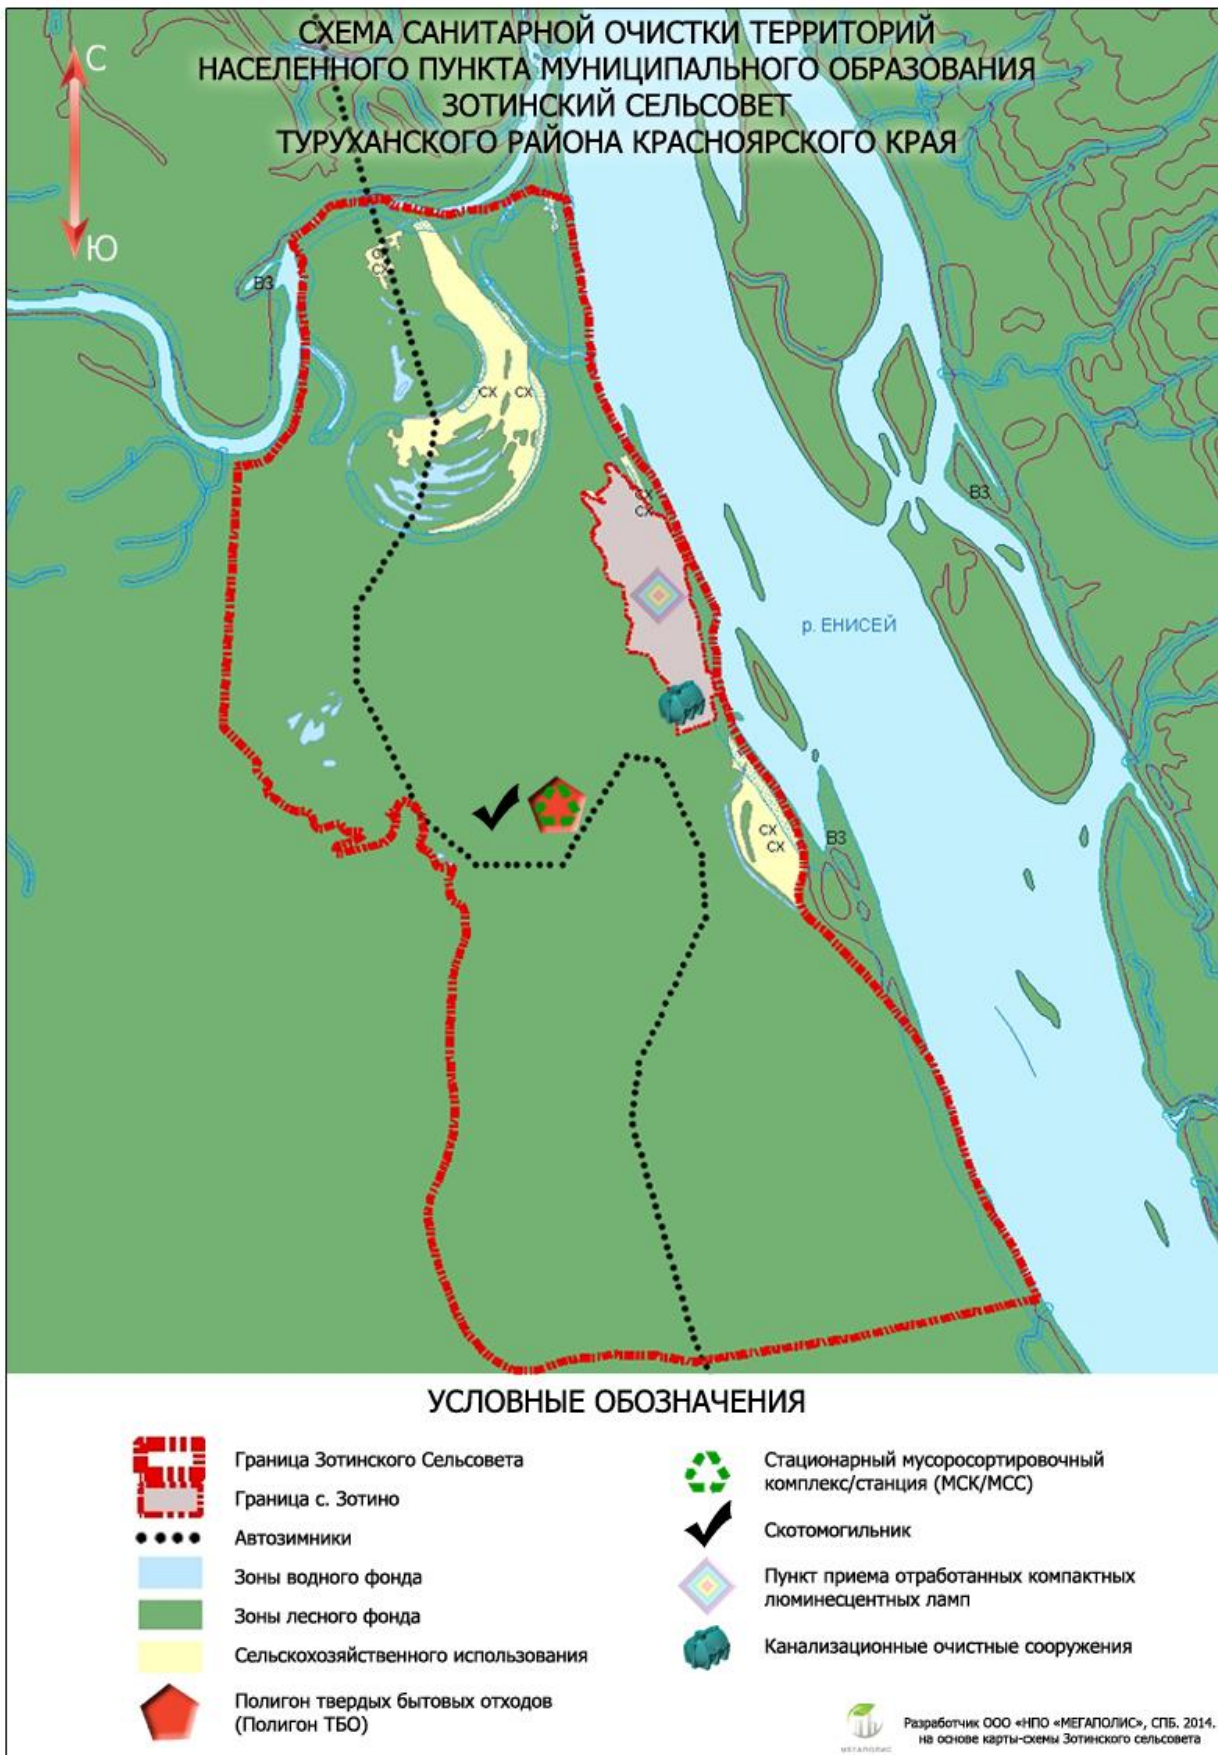 СХЕМА САНИТАРНОЙ ОЧИСТКИ ТЕРРИТОРИЙ
НАСЕЛЕННОГО ПУНКТА МУНИЦИПАЛЬНОГО ОБРАЗОВАНИЯ
ЗОТИНСКИЙ СЕЛЬСОВЕТ
ТУРУХАНСКОГО РАЙОНА КРАСНОЯРСКОГО КРАЯ
С
Ю
ВЗ
СХ
СХ
СХ СХ
СХ
СХ
ВЗ
р. ЕНИСЕЙ
СХ
СХ
ВЗ
УСЛОВНЫЕ ОБОЗНАЧЕНИЯ
Граница Зотинского Сельсовета
Граница с. Зотино
Автозимники
Зоны водного фонда
Зоны лесного фонда
Сельскохозяйственного использования
Полигон твердых бытовых отходов
(Полигон ТБО)
Стационарный мусоросортировочный
комплекс/станция (МСК/МСС)
Скотомогильник
Пункт приема отработанных компактных
люминесцентных ламп
Канализационные очистные сооружения
МЕГАПОЛИС
Разработчик ООО «НПО «МЕГАПОЛИС», СПБ. 2014.
на основе карты-схемы Зотинского сельсовета